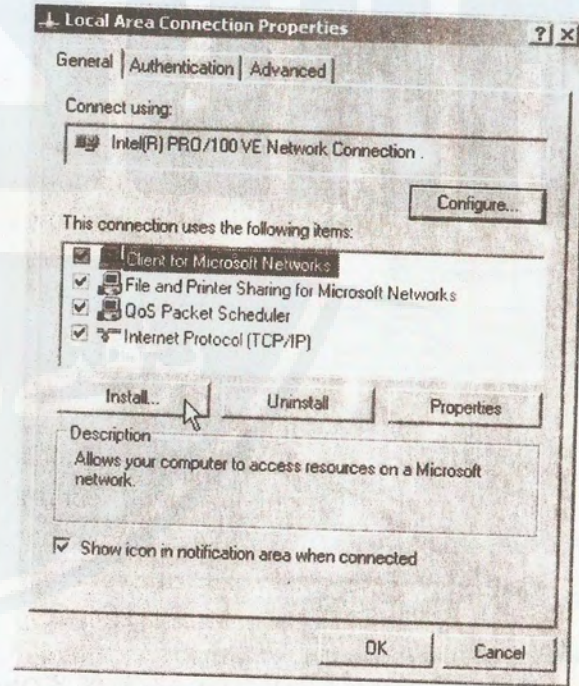 Local Area Connection Properties
General Authentication Advanced
Connect using:
Intel(R) PRO/100 VE Network Connection .
Configure...
This connection uses the following items:
Client for Microsoft Networks
File and Printer Sharing for Microsoft Networks
QoS Packet Scheduler
Internet Protocol (TCP/IP)
Install... Uninstall Properties
Description
Allows your computer to access resources on a Microsoft
network.
Show icon in notification area when connected
OK Cancel